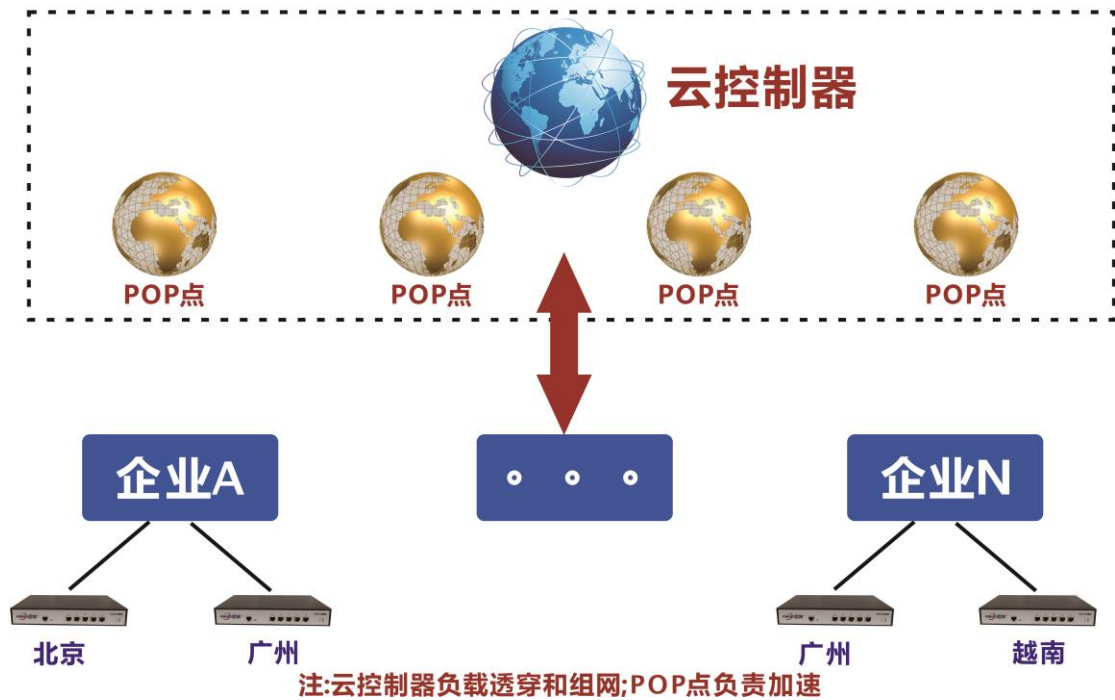 云控制器
POP点 POP点 POP点 POP点
企业A 企业N
北京 广州 广州 越南
注:云控制器负载透穿和组网;POP点负责加速